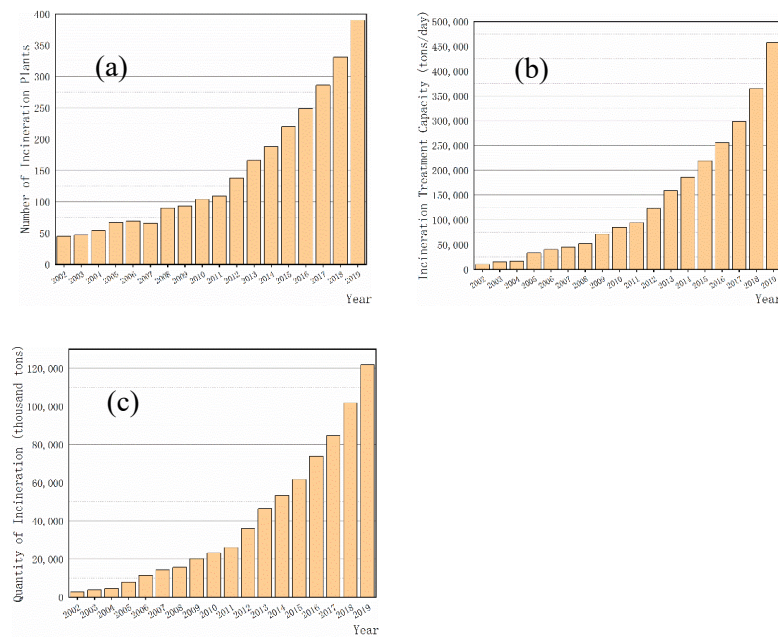 (a)
Number of Incineration Plants
400
350
300
250
200
150
100
50
0
2002 2003 2004 2005 2006 2007 2008 2009 2010 2011 2012 2013 2014 2015 2016 2017 2018 2019
Year
(b)
Incineration Treatment Capacity (tons/day)
500,000
450,000
400,000
350,000
300,000
250,000
200,000
150,000
100,000
50,000
0
2002 2003 2004 2005 2006 2007 2008 2009 2010 2011 2012 2013 2014 2015 2016 2017 2018 2019
Year
(c)
Quantity of Incineration (thousand tons)
120,000
100,000
80,000
60,000
40,000
20,000
0
2002 2003 2004 2005 2006 2007 2008 2009 2010 2011 2012 2013 2014 2015 2016 2017 2018 2019
Year